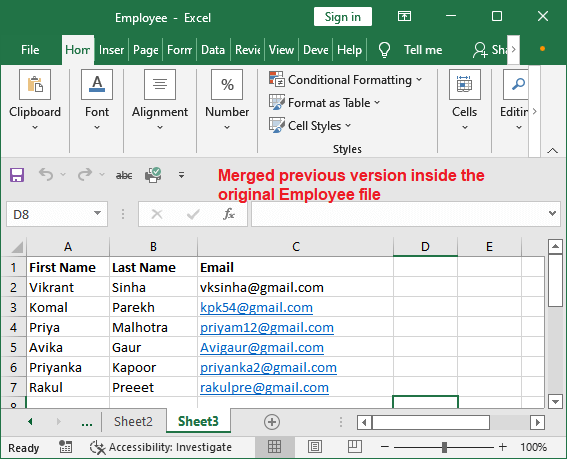 Employee - Excel
Sign in
File Hom Inser Page Forr Data Rev View Deve Help Tell me Sha
Clipboard
Font
Alignment
%
Number
Conditional Formatting
Format as Table
Cell Styles
Styles
Cells
Editin
abc
Merged previous version inside the
original Employee file
D8 fx
A B C D E
1 First Name Last Name Email
2 Vikrant Sinha vksinha@gmail.com
3 Komal Parekh kpk54@gmail.com
4 Priya Malhotra priyam12@gmail.com
5 Avika Gaur Avigaur@gmail.com
6 Priyanka Kapoor priyanka2@gmail.com
7 Rakul Preeet rakulpre@gmail.com
8
... Sheet2 Sheet3
Ready Accessibility: Investigate 100%